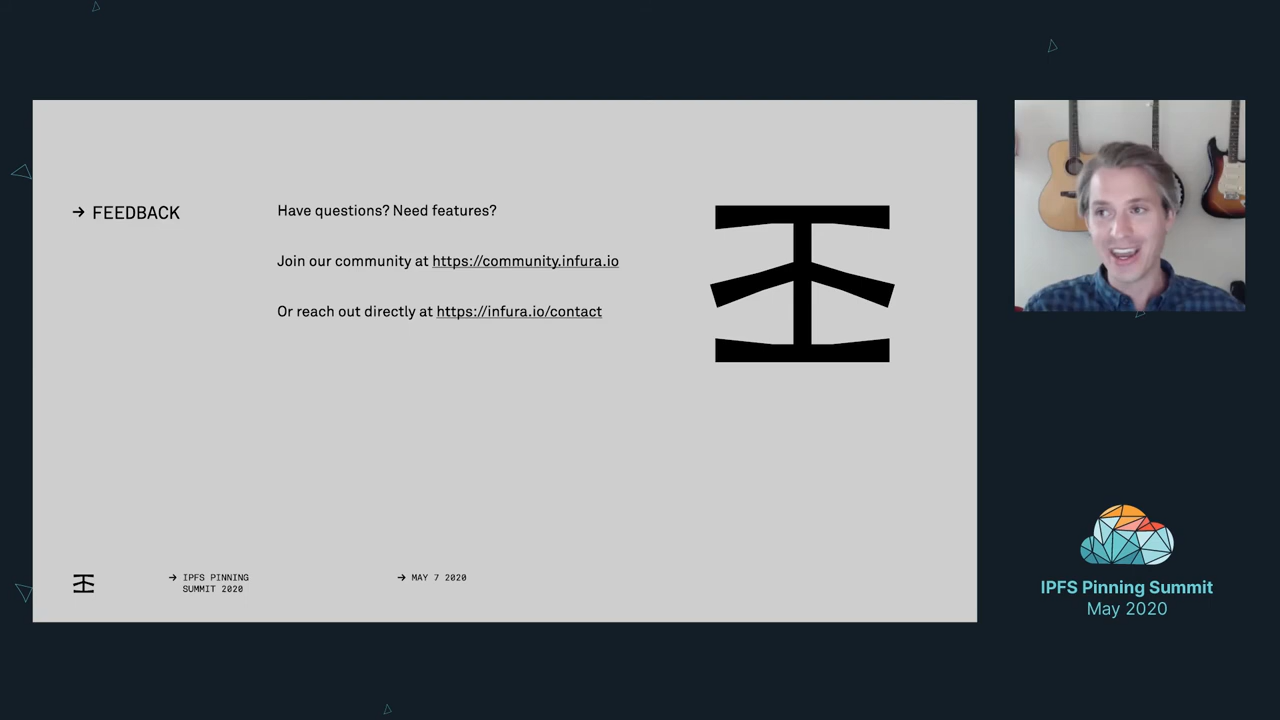 → FEEDBACK
Have questions? Need features?
Join our community at https://community.infura.io
Or reach out directly at https://infura.io/contact
→ IPFS PINNING
SUMMIT 2020
→ MAY 7 2020
IPFS Pinning Summit
May 2020